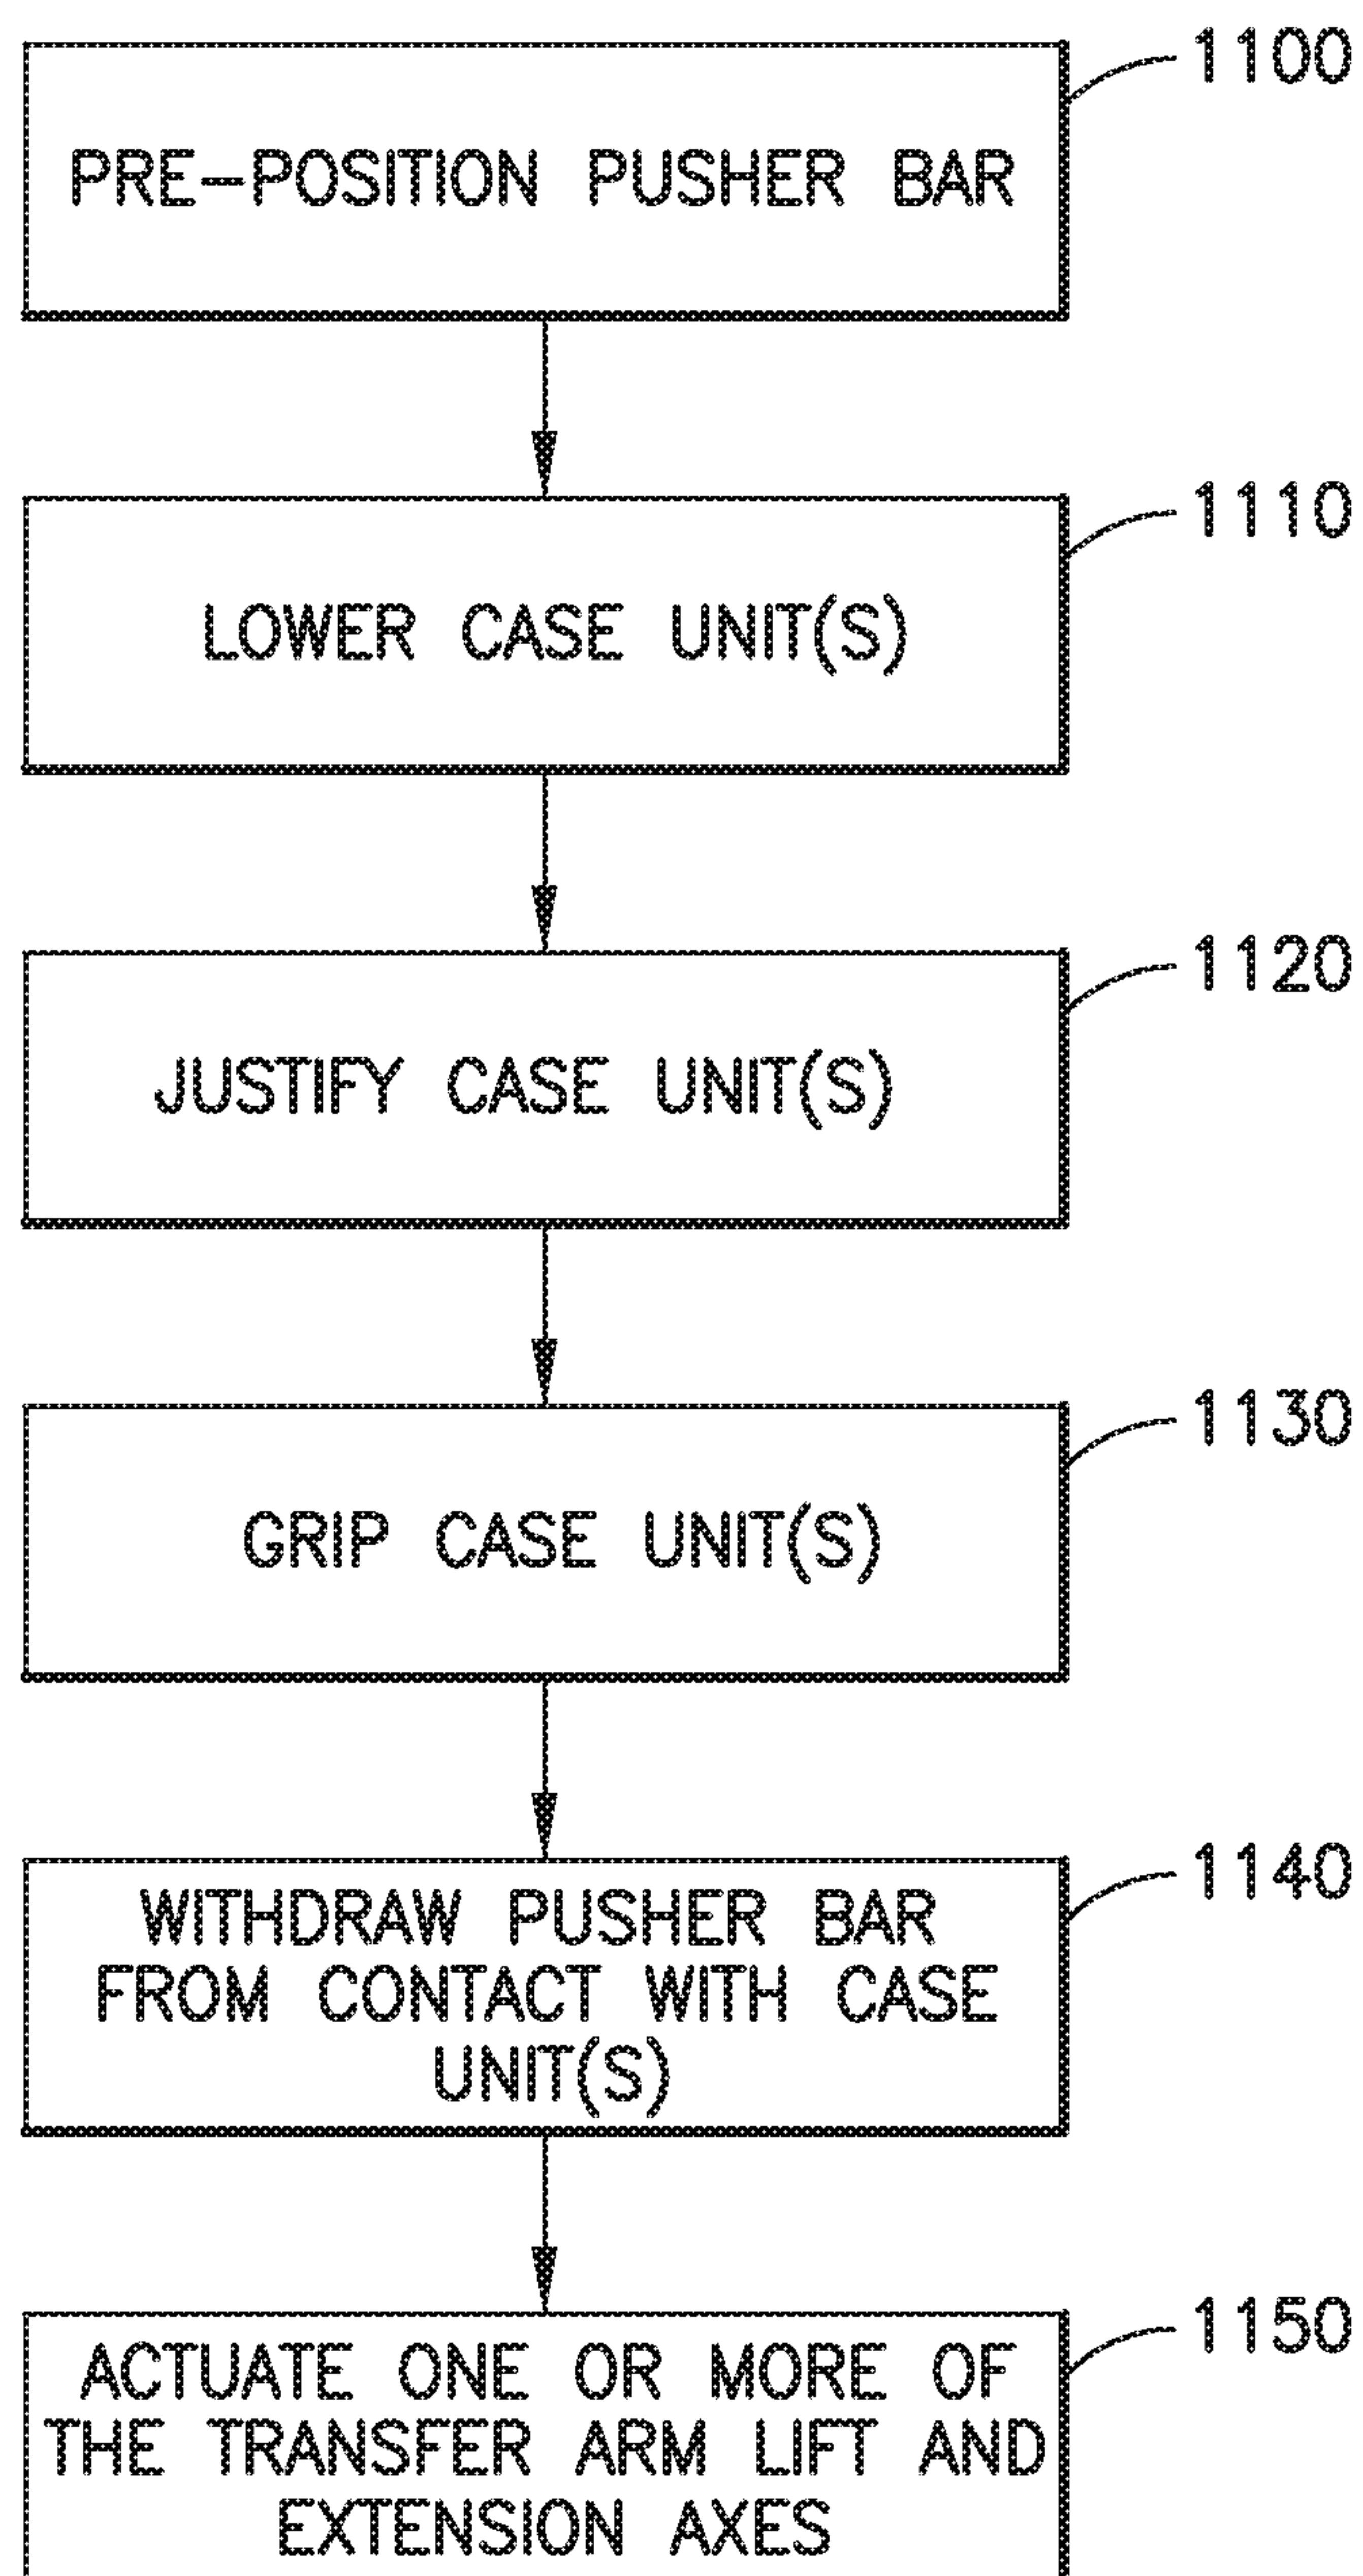 1100
PRE-POSITION PUSHER BAR
1110
LOWER CASE UNIT(S)
1120
JUSTIFY CASE UNIT(S)
1130
GRIP CASE UNIT(S)
1140
WITHDRAW PUSHER BAR
FROM CONTACT WITH CASE
UNIT(S)
1150
ACTUATE ONE OR MORE OF
THE TRANSFER ARM LIFT AND
EXTENSION AXES